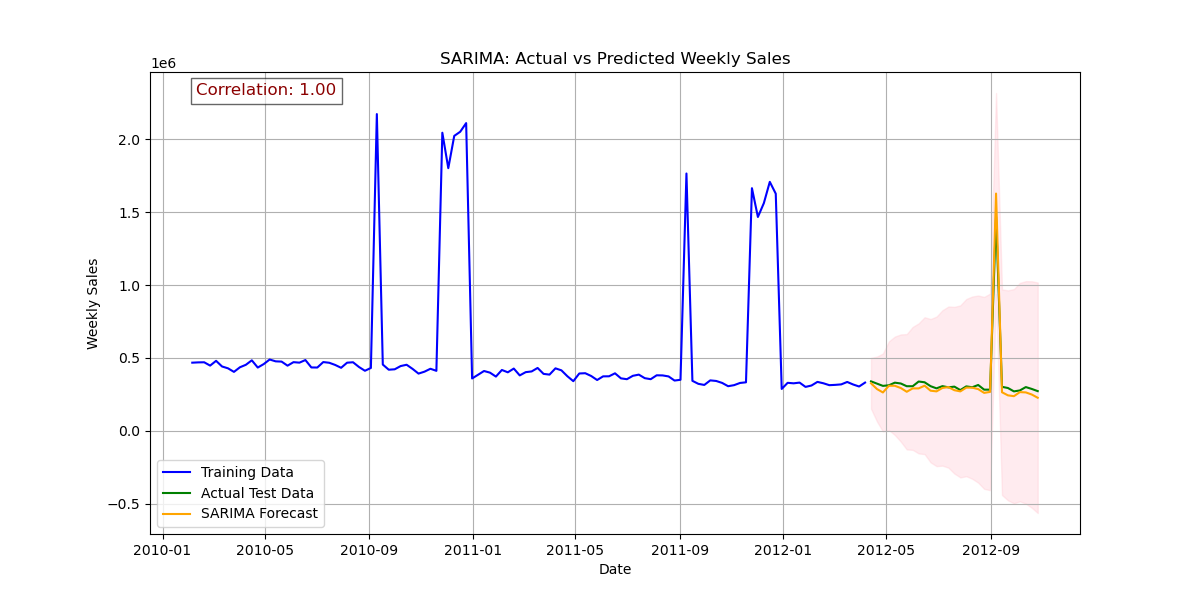 SARIMA: Actual vs Predicted Weekly Sales
1e6
Correlation: 1.00
2.0
1.5
1.0
0.5
0.0
−0.5
Weekly Sales
Training Data
Actual Test Data
SARIMA Forecast
2010-01 2010-05 2010-09 2011-01 2011-05 2011-09 2012-01 2012-05 2012-09
Date